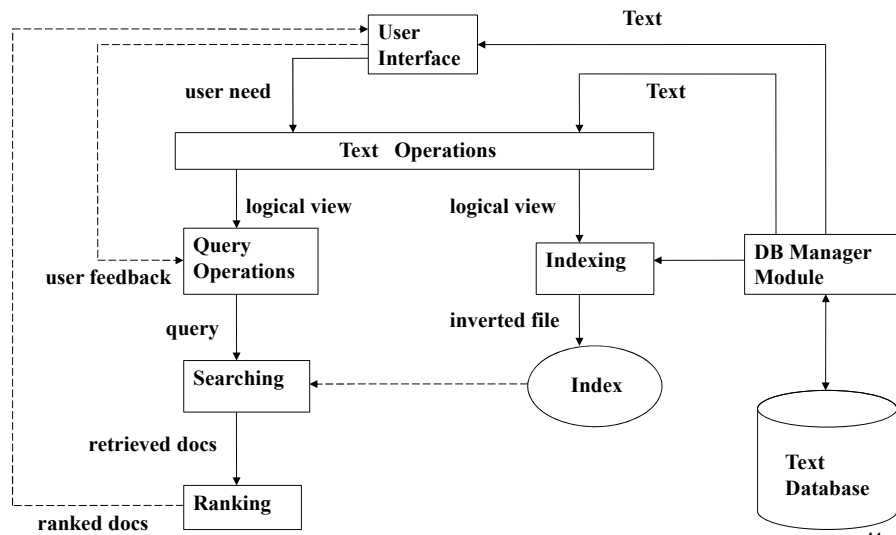 Text
User
Interface
user need
Text
Text Operations
logical view
logical view
Query
Operations
Indexing
DB Manager
Module
user feedback
query
inverted file
Searching
Index
retrieved docs
Text
Database
Ranking
ranked docs